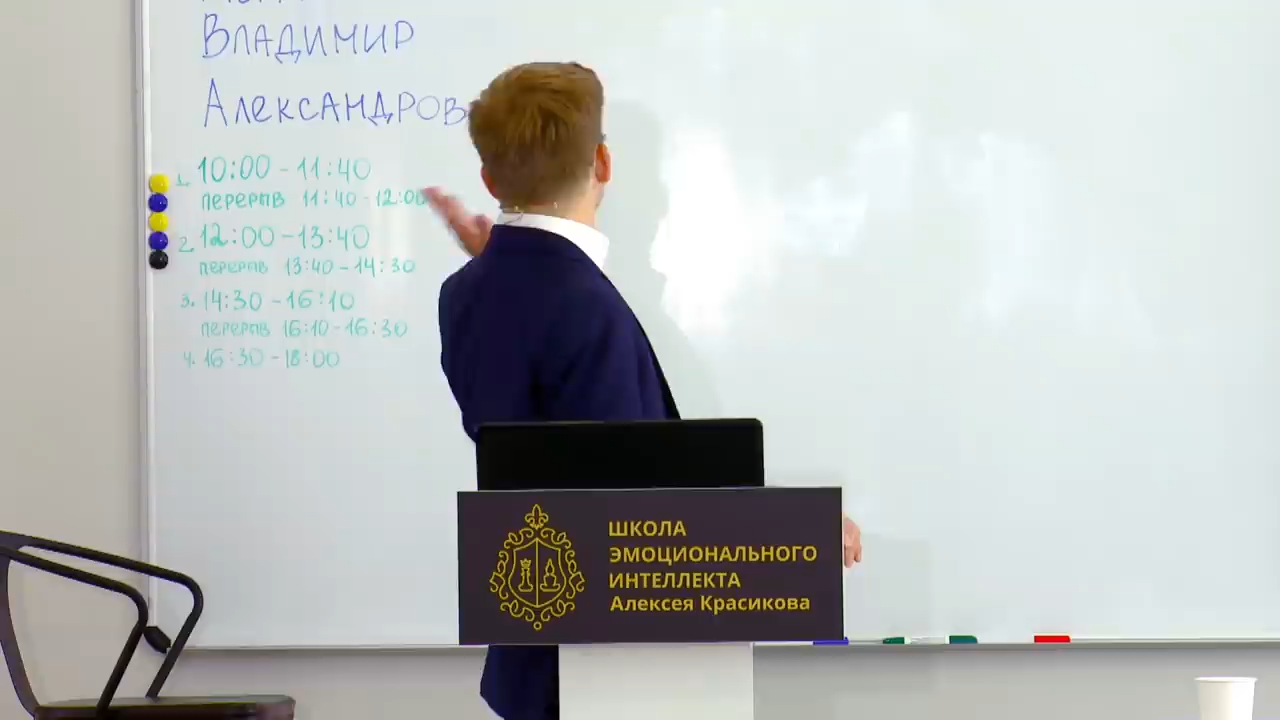 Владимир
Александров
1. 10:00 - 11:40
перерыв 11:40 - 12:00
2. 12:00 - 13:40
перерыв 13:40 - 14:30
3. 14:30 - 16:10
перерыв 16:10 - 16:30
4. 16:30 - 18:00
ШКОЛА
ЭМОЦИОНАЛЬНОГО
ИНТЕЛЛЕКТА
Алексея Красикова